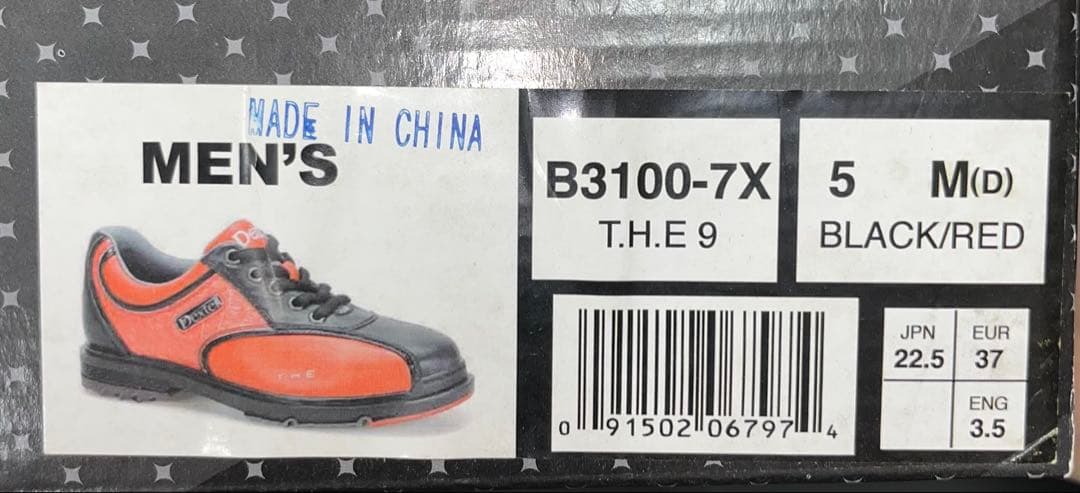 MADE IN CHINA
MEN'S
Dexter
T·H·E
B3100-7X
T.H.E 9
5 M(D)
BLACK/RED
0 91502 06797 4
JPN
22.5
EUR
37
ENG
3.5